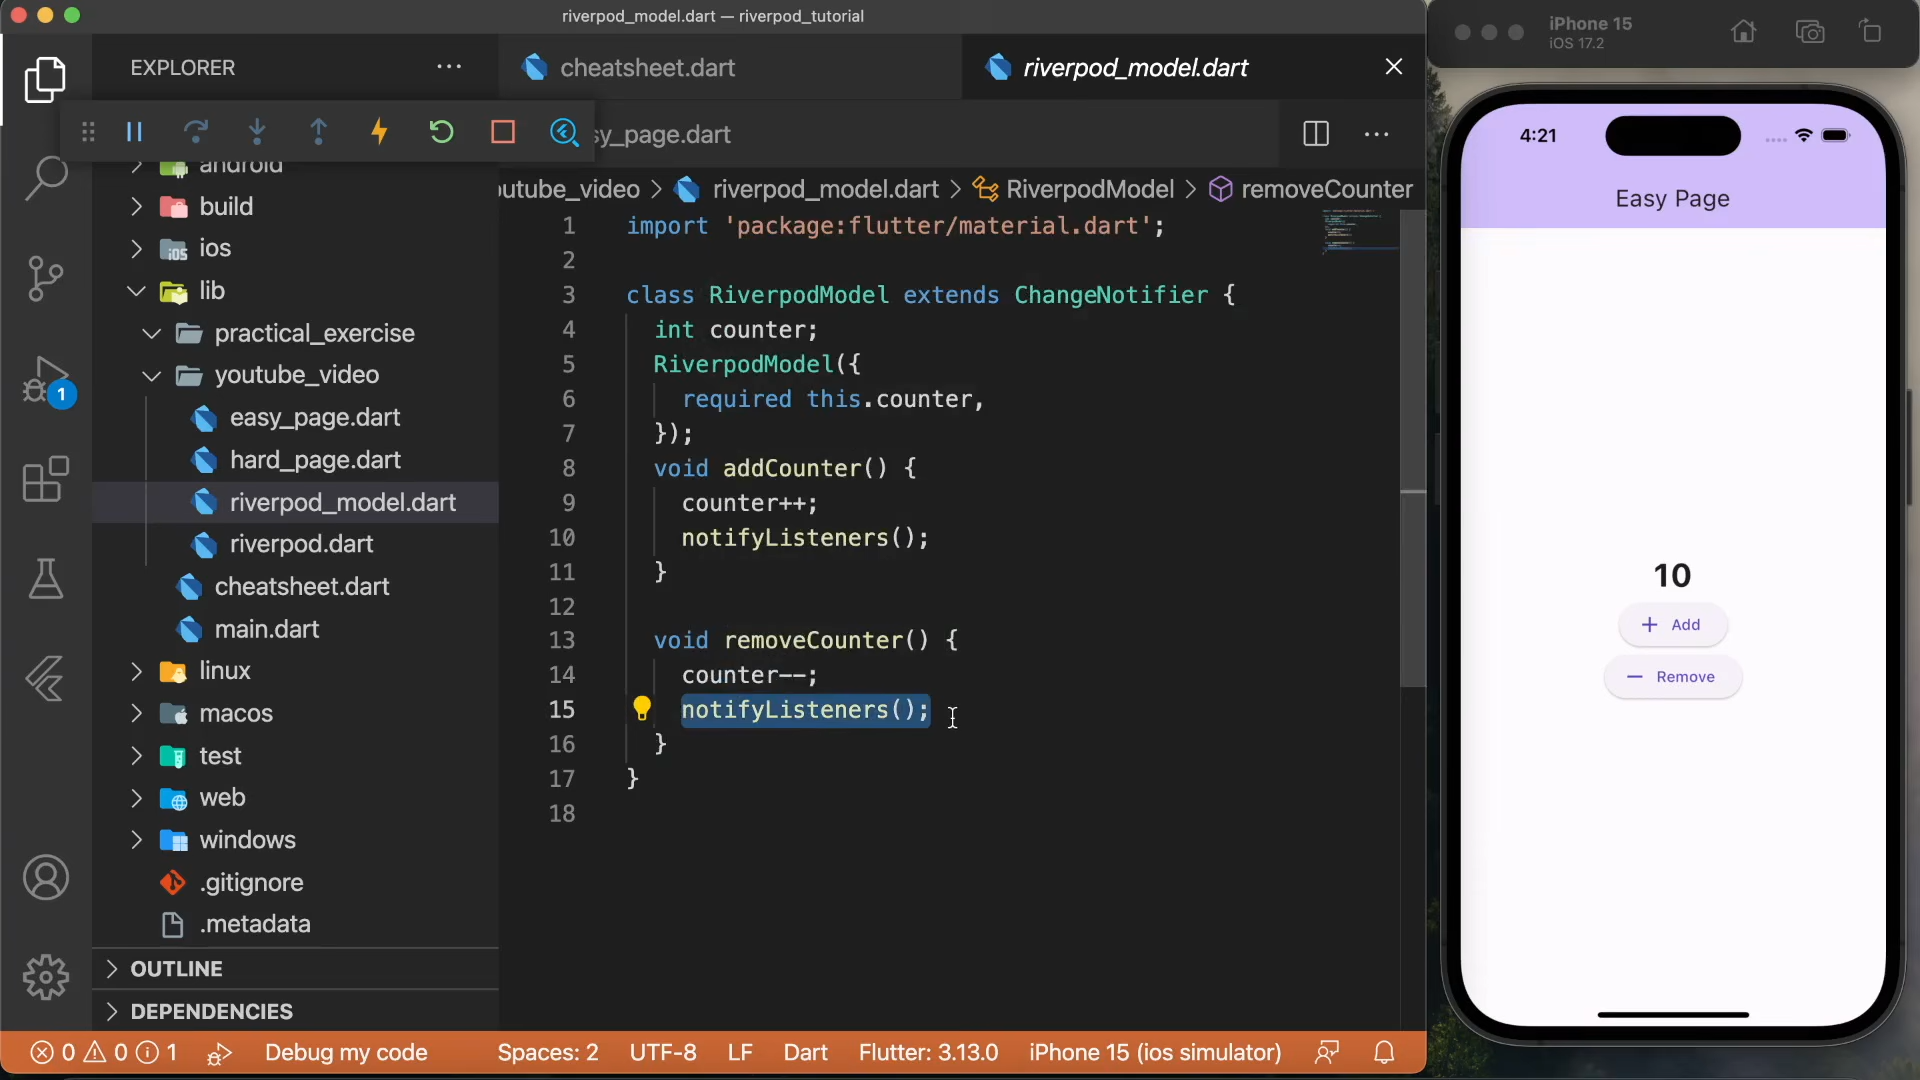 riverpod_model.dart — riverpod_tutorial
EXPLORER
cheatsheet.dart
riverpod_model.dart
sy_page.dart
outube_video > riverpod_model.dart > RiverpodModel > removeCounter
android
build
ios
lib
practical_exercise
youtube_video
easy_page.dart
hard_page.dart
riverpod_model.dart
riverpod.dart
cheatsheet.dart
main.dart
linux
macos
test
web
windows
.gitignore
.metadata
OUTLINE
DEPENDENCIES
1
1 import 'package:flutter/material.dart';
2
3 class RiverpodModel extends ChangeNotifier {
4 int counter;
5 RiverpodModel({
6 required this.counter,
7 });
8 void addCounter() {
9 counter++;
10 notifyListeners();
11 }
12
13 void removeCounter() {
14 counter--;
15 notifyListeners();
16 }
17 }
18
0 0 1 Debug my code Spaces: 2 UTF-8 LF Dart Flutter: 3.13.0 iPhone 15 (ios simulator)
iPhone 15
iOS 17.2
4:21
Easy Page
10
+ Add
— Remove